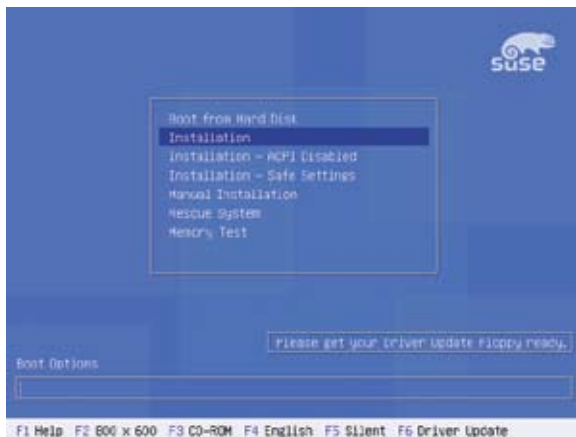 suse
Boot from Hard Disk
Installation
Installation - ACPI Disabled
Installation - Safe Settings
Manual Installation
Rescue System
Memory Test
Please get your Driver Update Floppy ready.
Boot Options
F1 Help F2 800 x 600 F3 CD-ROM F4 English F5 Silent F6 Driver Update